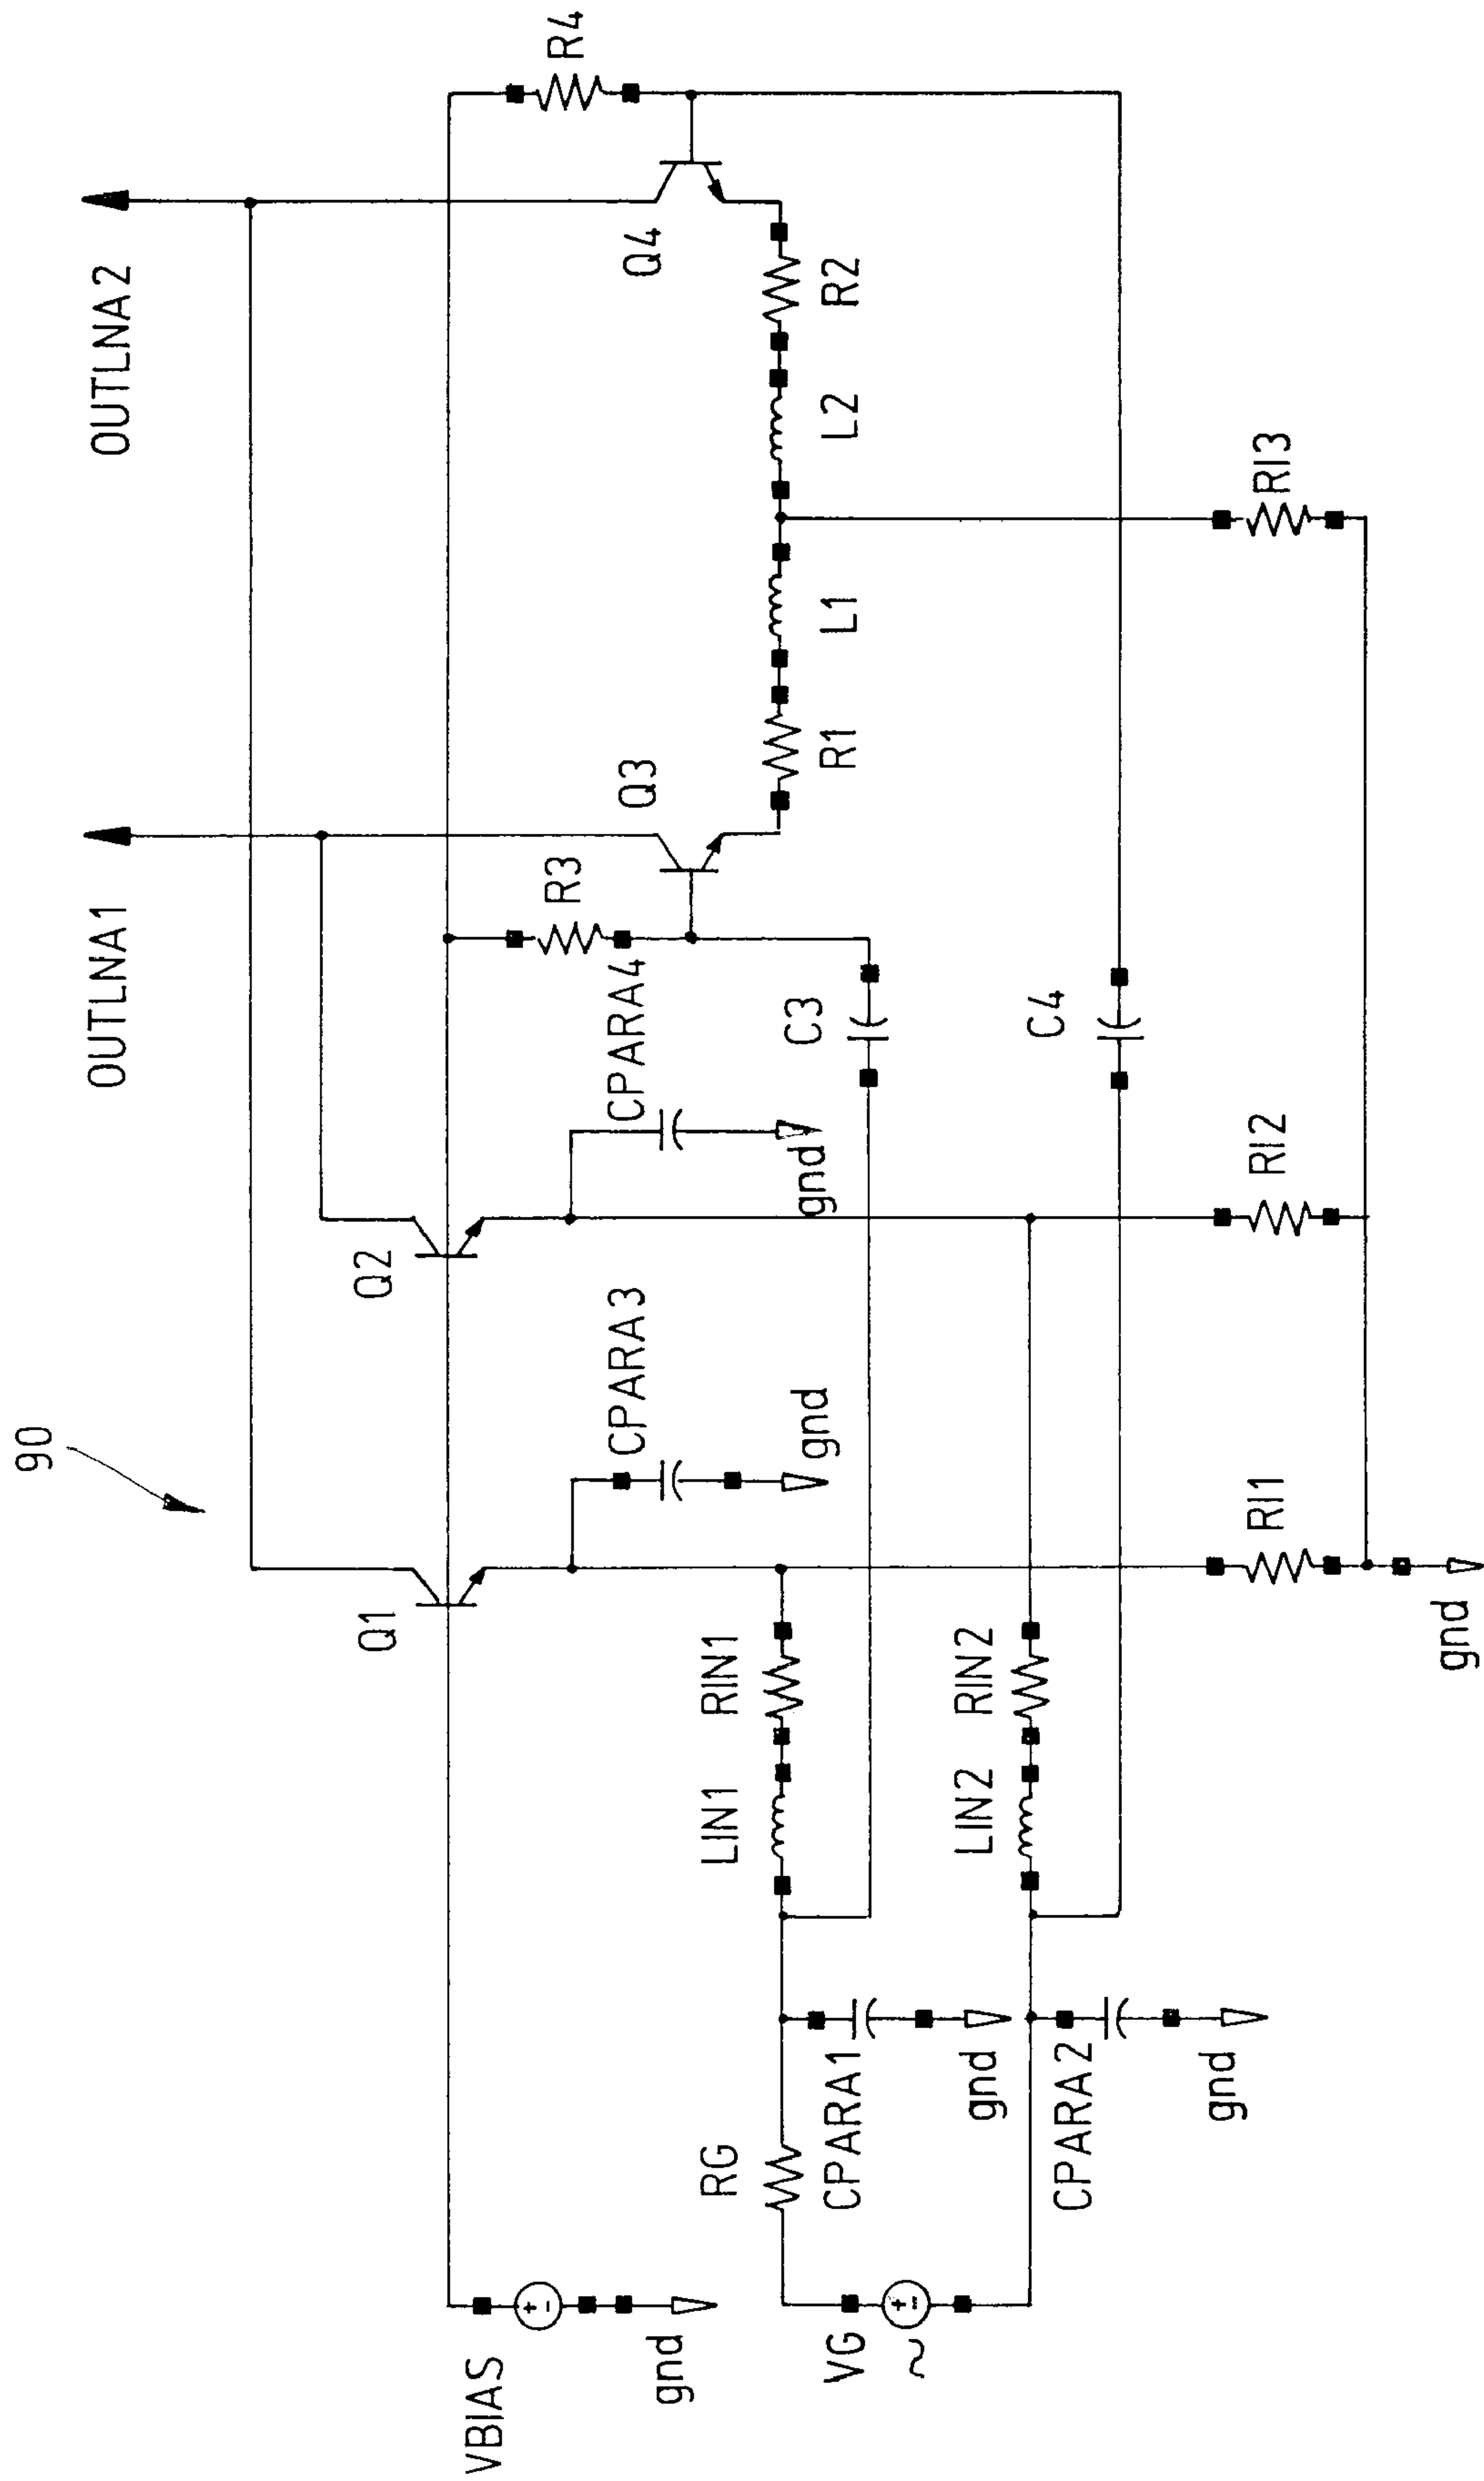 90
OUTLNA1
OUTLNA2
Q1
Q2
R3
Q3
Q4
R4
CPARA3
CPARA4
gnd
gnd
R1
L1
L2
R2
VBIAS
gnd
RG
LIN1
RIN1
C3
VG
~
CPARA1
gnd
LIN2
RIN2
C4
CPARA2
gnd
RI1
RI2
RI3
gnd